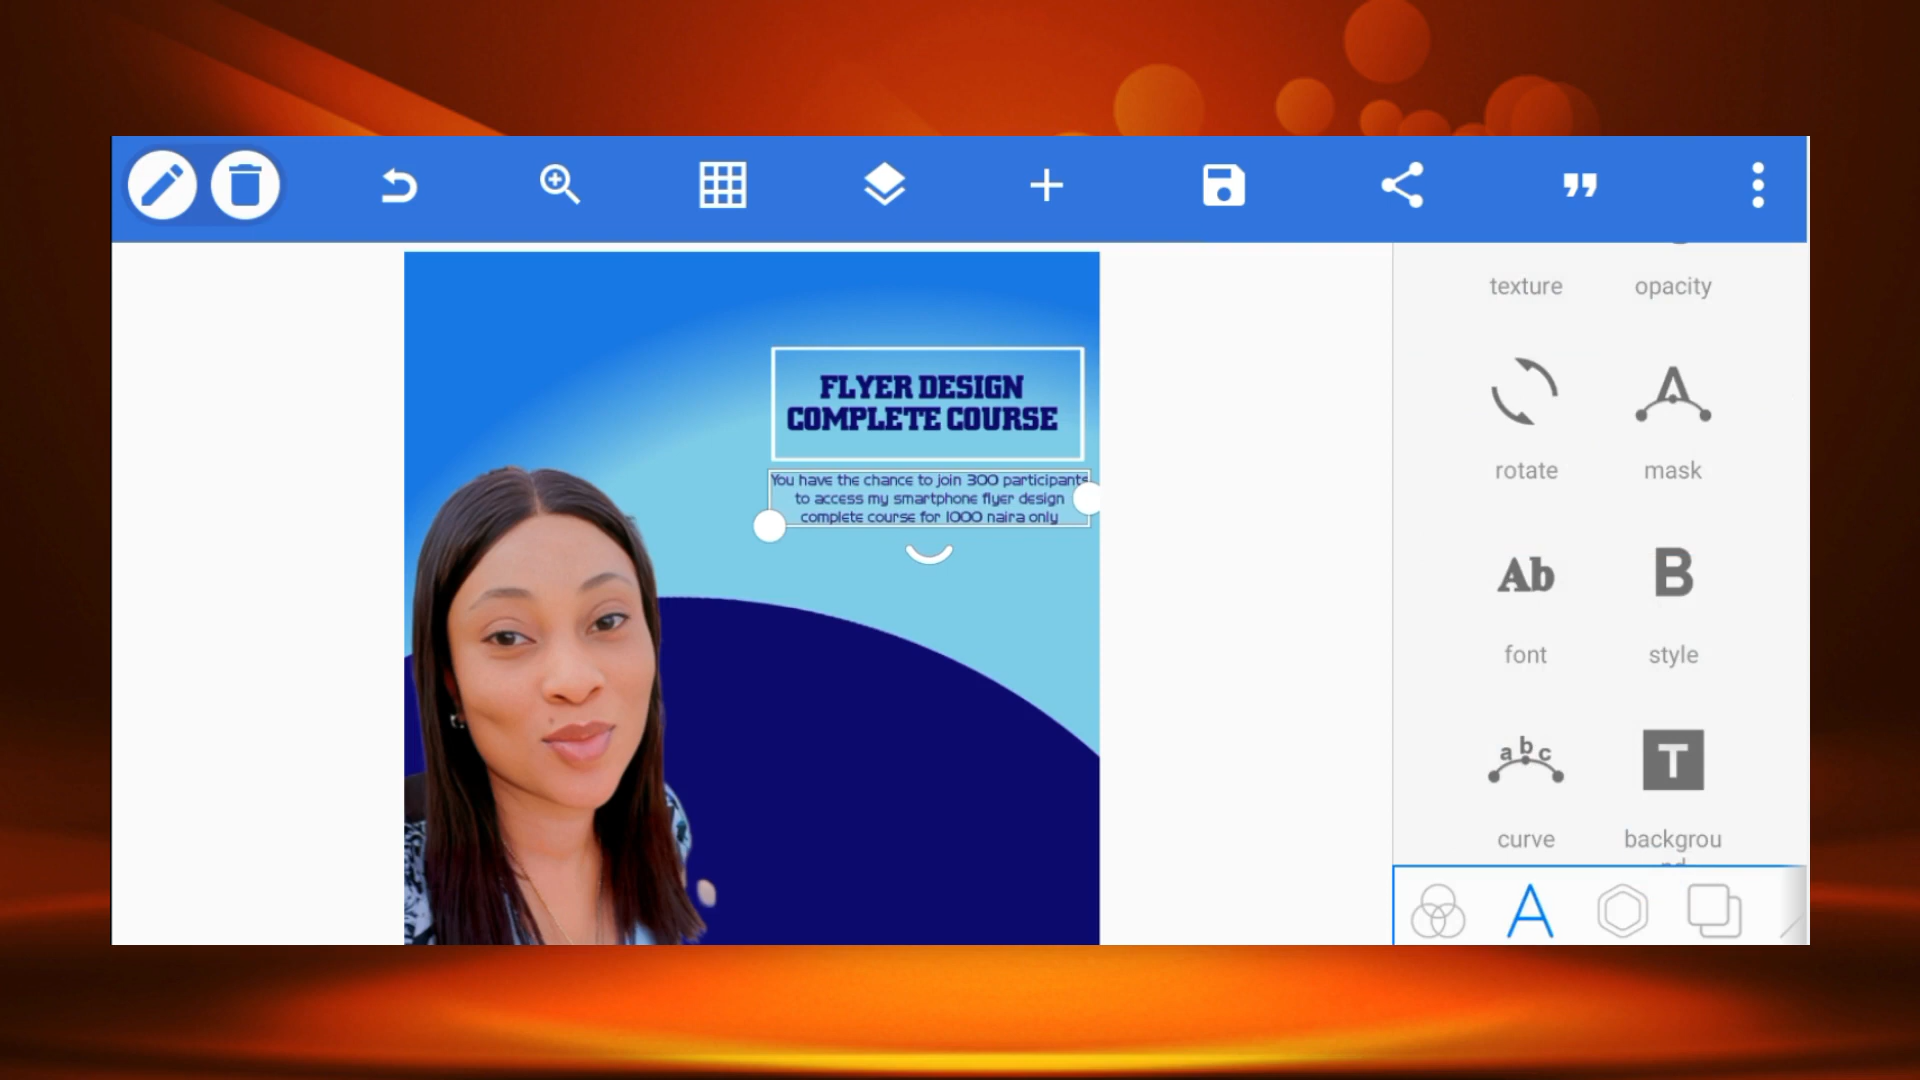 texture opacity
FLYER DESIGN
COMPLETE COURSE
rotate mask
You have the chance to join 300 participants
to access my smartphone flyer design
complete course for 1000 naira only
Ab B
font style
abc T
curve backgrou
nd
A